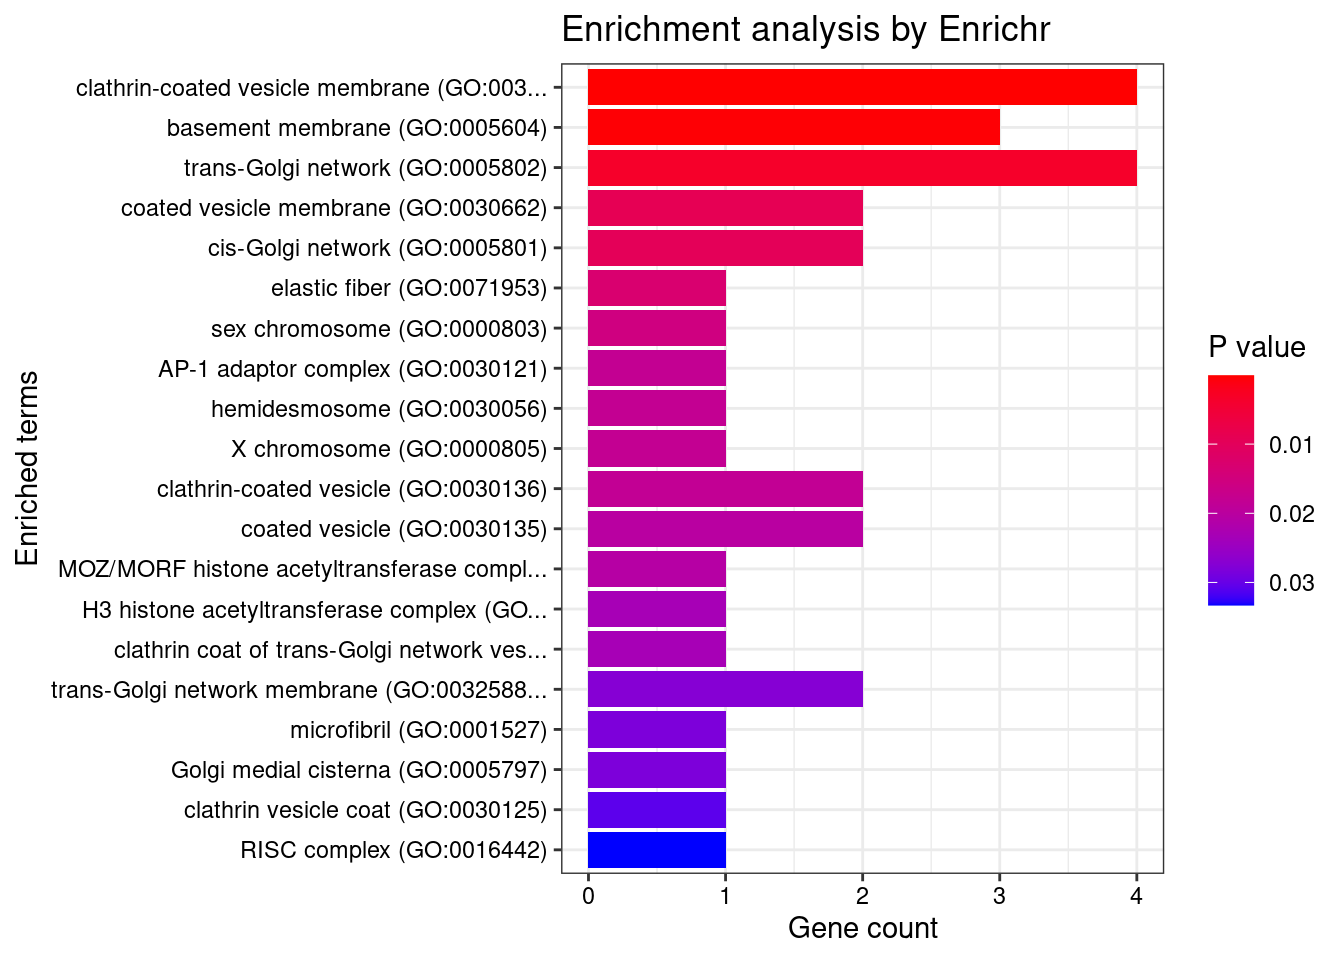 Enrichment analysis by Enrichr
clathrin-coated vesicle membrane (GO:003...
basement membrane (GO:0005604)
trans-Golgi network (GO:0005802)
coated vesicle membrane (GO:0030662)
cis-Golgi network (GO:0005801)
elastic fiber (GO:0071953)
sex chromosome (GO:0000803)
AP-1 adaptor complex (GO:0030121)
hemidesmosome (GO:0030056)
X chromosome (GO:0000805)
clathrin-coated vesicle (GO:0030136)
coated vesicle (GO:0030135)
MOZ/MORF histone acetyltransferase compl...
H3 histone acetyltransferase complex (GO...
clathrin coat of trans-Golgi network ves...
trans-Golgi network membrane (GO:0032588...
microfibril (GO:0001527)
Golgi medial cisterna (GO:0005797)
clathrin vesicle coat (GO:0030125)
RISC complex (GO:0016442)
Enriched terms
0 1 2 3 4
Gene count
P value
0.01
0.02
0.03